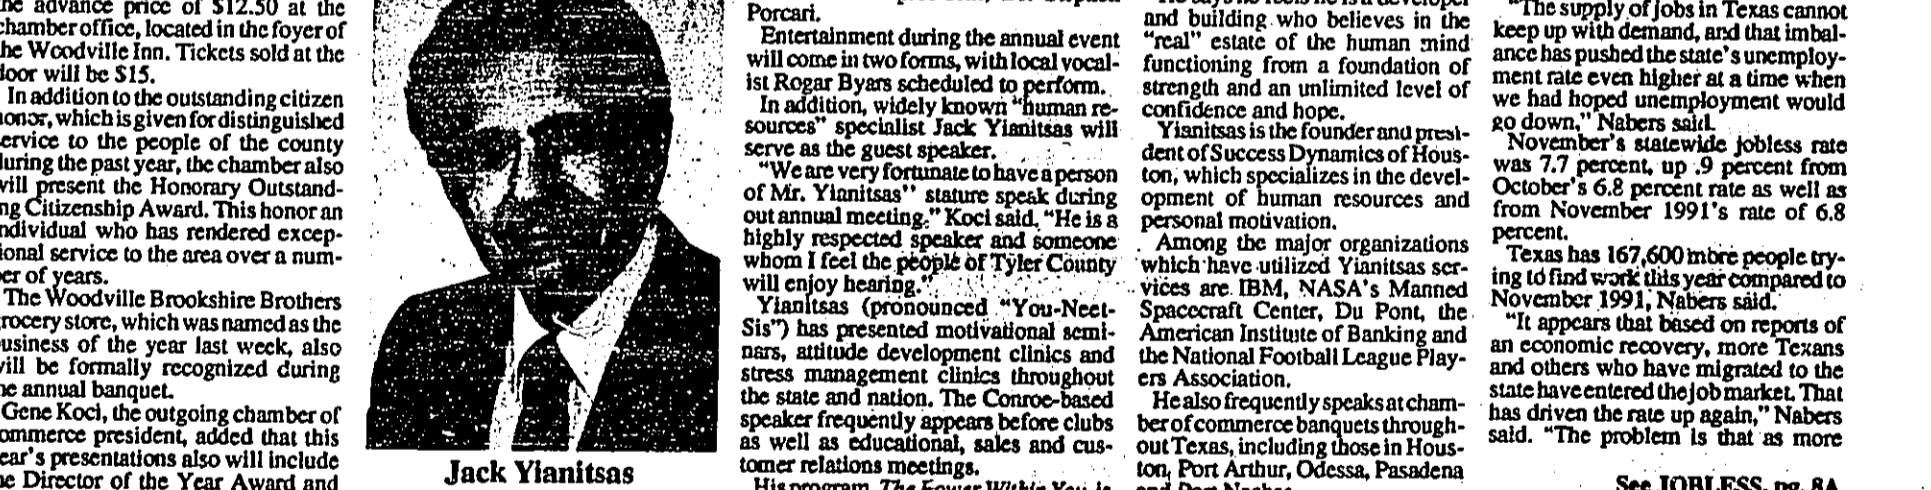 the advance price of $12.50 at the
chamber office, located in the foyer of
the Woodville Inn. Tickets sold at the
door will be $15.
In addition to the outstanding citizen
honor, which is given for distinguished
service to the people of the county
during the past year, the chamber also
will present the Honorary Outstand-
ing Citizenship Award. This honor an
individual who has rendered excep-
tional service to the area over a num-
ber of years.
The Woodville Brookshire Brothers
grocery store, which was named as the
business of the year last week, also
will be formally recognized during
the annual banquet.
Gene Koci, the outgoing chamber of
commerce president, added that this
year's presentations also will include
the Director of the Year Award and
Jack Yianitsas
Porcari.
Entertainment during the annual event
will come in two forms, with local vocal-
ist Rogar Byars scheduled to perform.
In addition, widely known "human re-
sources" specialist Jack Yianitsas will
serve as the guest speaker.
"We are very fortunate to have a person
of Mr. Yianitsas" stature speak during
out annual meeting," Koci said. "He is a
highly respected speaker and someone
whom I feel the people of Tyler County
will enjoy hearing."
Yianitsas (pronounced "You-Neet-
Sis") has presented motivational semi-
nars, attitude development clinics and
stress management clinics throughout
the state and nation. The Conroe-based
speaker frequently appears before clubs
as well as educational, sales and cus-
tomer relations meetings.
His program, The Power Within You, is
and building who believes in the
"real" estate of the human mind
functioning from a foundation of
strength and an unlimited level of
confidence and hope.
Yianitsas is the founder and presi-
dent of Success Dynamics of Hous-
ton, which specializes in the devel-
opment of human resources and
personal motivation.
Among the major organizations
which have utilized Yianitsas ser-
vices are IBM, NASA's Manned
Spacecraft Center, Du Pont, the
American Institute of Banking and
the National Football League Play-
ers Association.
He also frequently speaks at cham-
ber of commerce banquets through-
out Texas, including those in Hous-
ton, Port Arthur, Odessa, Pasadena
"The supply of jobs in Texas cannot
keep up with demand, and that imbal-
ance has pushed the state's unemploy-
ment rate even higher at a time when
we had hoped unemployment would
go down," Nabers said.
November's statewide jobless rate
was 7.7 percent, up .9 percent from
October's 6.8 percent rate as well as
from November 1991's rate of 6.8
percent.
Texas has 167,600 more people try-
ing to find work this year compared to
November 1991, Nabers said.
"It appears that based on reports of
an economic recovery, more Texans
and others who have migrated to the
state have entered the job market. That
has driven the rate up again," Nabers
said. "The problem is that as more
See JOBLESS, pg. 8A